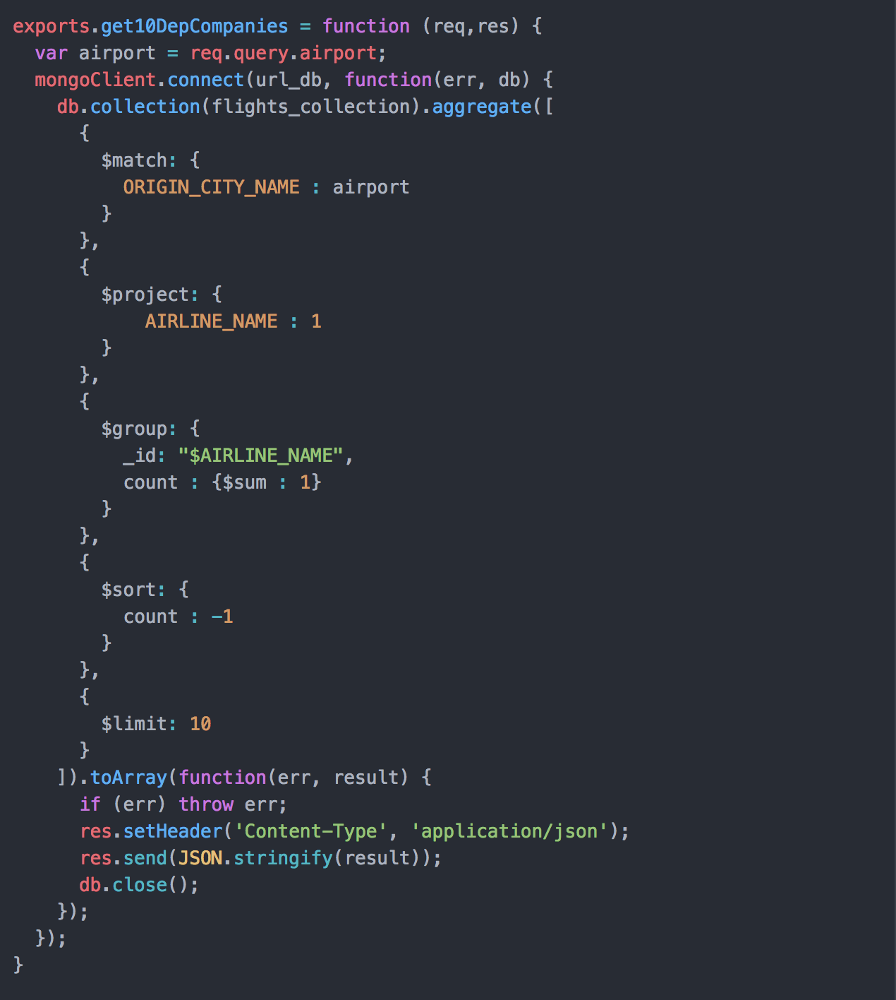 exports.get10DepCompanies = function (req,res) {
  var airport = req.query.airport;
  mongoClient.connect(url_db, function(err, db) {
    db.collection(flights_collection).aggregate([
      {
        $match: {
          ORIGIN_CITY_NAME : airport
        }
      },
      {
        $project: {
            AIRLINE_NAME : 1
        }
      },
      {
        $group: {
          _id: "$AIRLINE_NAME",
          count : {$sum : 1}
        }
      },
      {
        $sort: {
          count : -1
        }
      },
      {
        $limit: 10
      }
    ]).toArray(function(err, result) {
      if (err) throw err;
      res.setHeader('Content-Type', 'application/json');
      res.send(JSON.stringify(result));
      db.close();
    });
  });
}